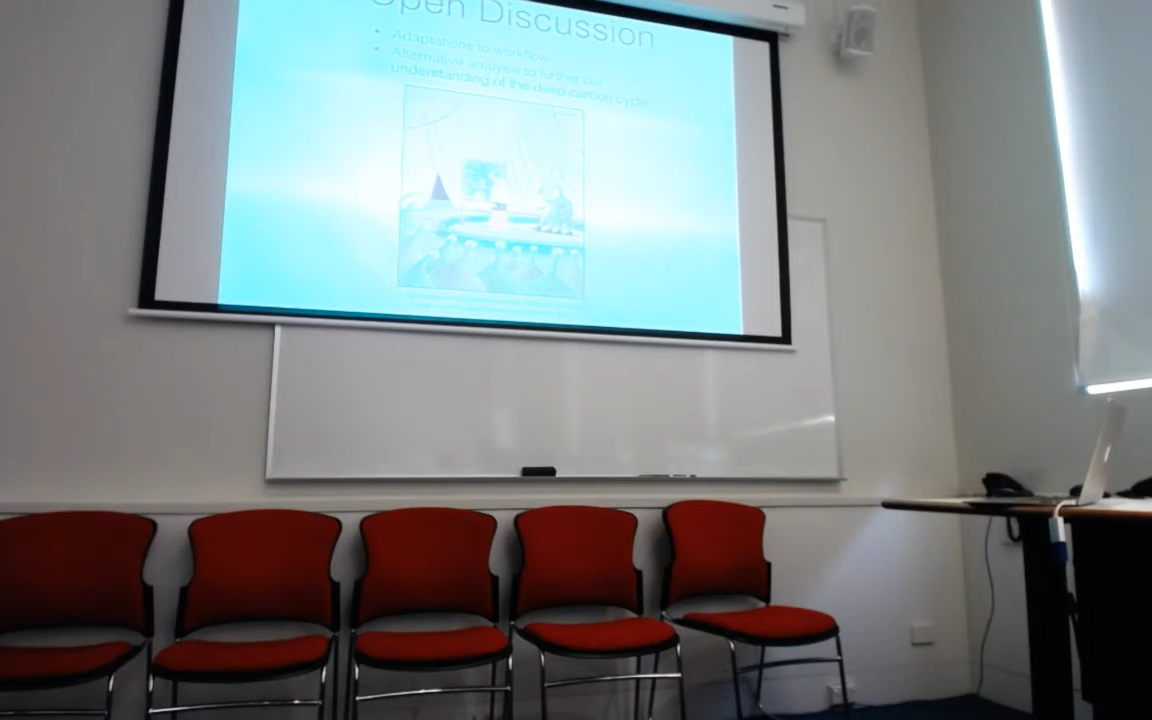 Open Discussion
• Adaptations to workflow
• Alternative analysis to further our
understanding of the deep carbon cycle